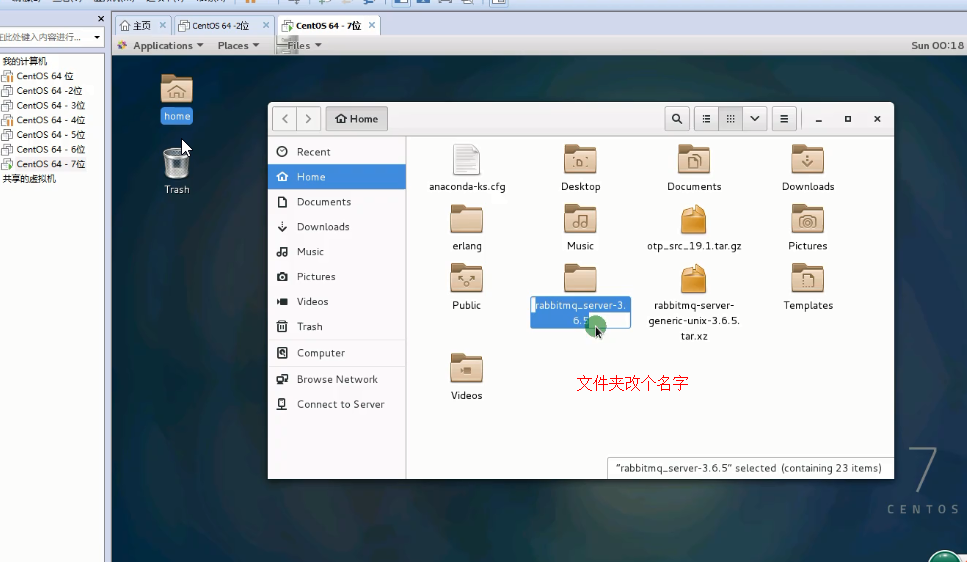 主页
CentOS 64 -2位
CentOS 64 - 7位
在此处键入内容进行...
Applications
Places
Files
Sun 00:18
我的计算机
CentOS 64 位
CentOS 64 -2位
CentOS 64 - 3位
CentOS 64 - 4位
CentOS 64 - 5位
CentOS 64 - 6位
CentOS 64 - 7位
共享的虚拟机
home
Trash
Home
Recent
Home
Documents
Downloads
Music
Pictures
Videos
Trash
Computer
Browse Network
Connect to Server
anaconda-ks.cfg
Desktop
Documents
Downloads
erlang
Music
otp_src_19.1.tar.gz
Pictures
Public
rabbitmq_server-3.
6.5
rabbitmq-server-
generic-unix-3.6.5.
tar.xz
Templates
Videos
文件夹改个名字
"rabbitmq_server-3.6.5" selected (containing 23 items)
7
CENTOS